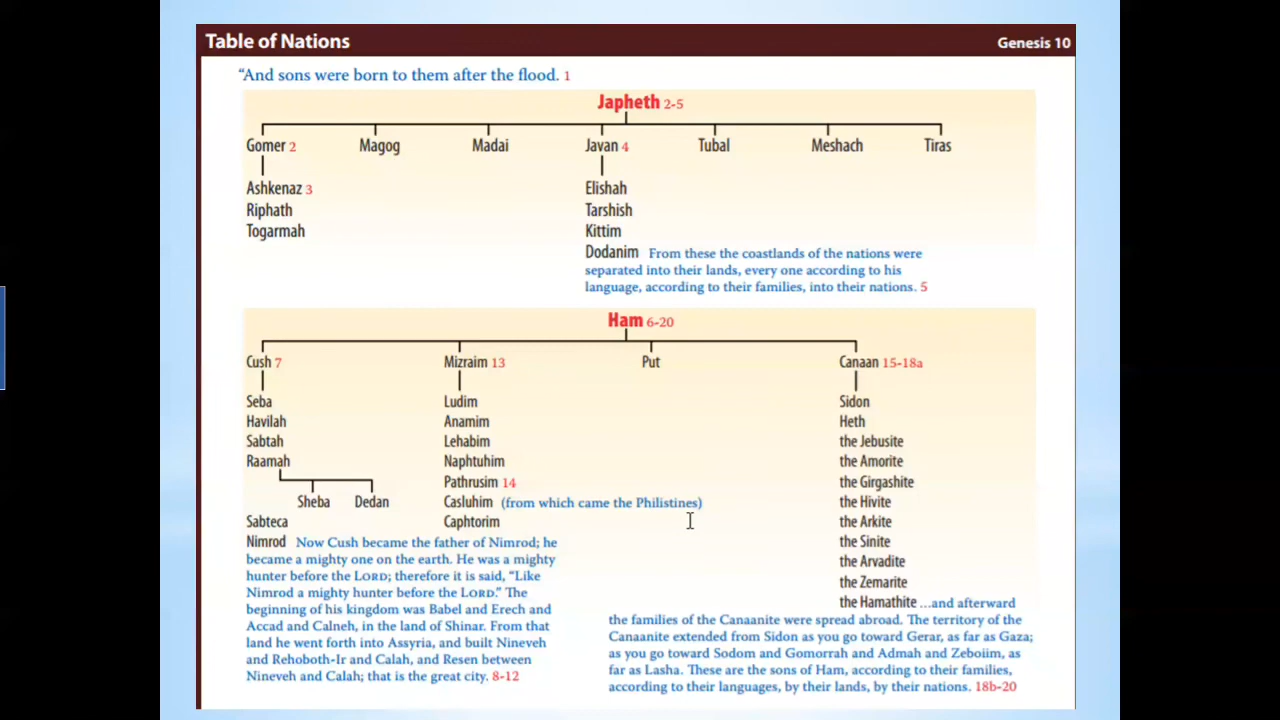 Table of Nations
Genesis 10
“And sons were born to them after the flood. 1
Japheth 2-5
Gomer 2 Magog Madai Javan 4 Tubal Meshach Tiras
Ashkenaz 3
Riphath
Togarmah
Elishah
Tarshish
Kittim
Dodanim From these the coastlands of the nations were
separated into their lands, every one according to his
language, according to their families, into their nations. 5
Ham 6-20
Cush 7 Mizraim 13 Put Canaan 15-18a
Seba
Havilah
Sabtah
Raamah
Sheba Dedan
Sabteca
Nimrod Now Cush became the father of Nimrod; he
became a mighty one on the earth. He was a mighty
hunter before the LORD; therefore it is said, “Like
Nimrod a mighty hunter before the LORD.” The
beginning of his kingdom was Babel and Erech and
Accad and Calneh, in the land of Shinar. From that
land he went forth into Assyria, and built Nineveh
and Rehoboth-Ir and Calah, and Resen between
Nineveh and Calah; that is the great city. 8-12
Ludim
Anamim
Lehabim
Naphtuhim
Pathrusim 14
Casluhim (from which came the Philistines)
Caphtorim
Sidon
Heth
the Jebusite
the Amorite
the Girgashite
the Hivite
the Arkite
the Sinite
the Arvadite
the Zemarite
the Hamathite ...and afterward
the families of the Canaanite were spread abroad. The territory of the
Canaanite extended from Sidon as you go toward Gerar, as far as Gaza;
as you go toward Sodom and Gomorrah and Admah and Zeboiim, as
far as Lasha. These are the sons of Ham, according to their families,
according to their languages, by their lands, by their nations. 18b-20